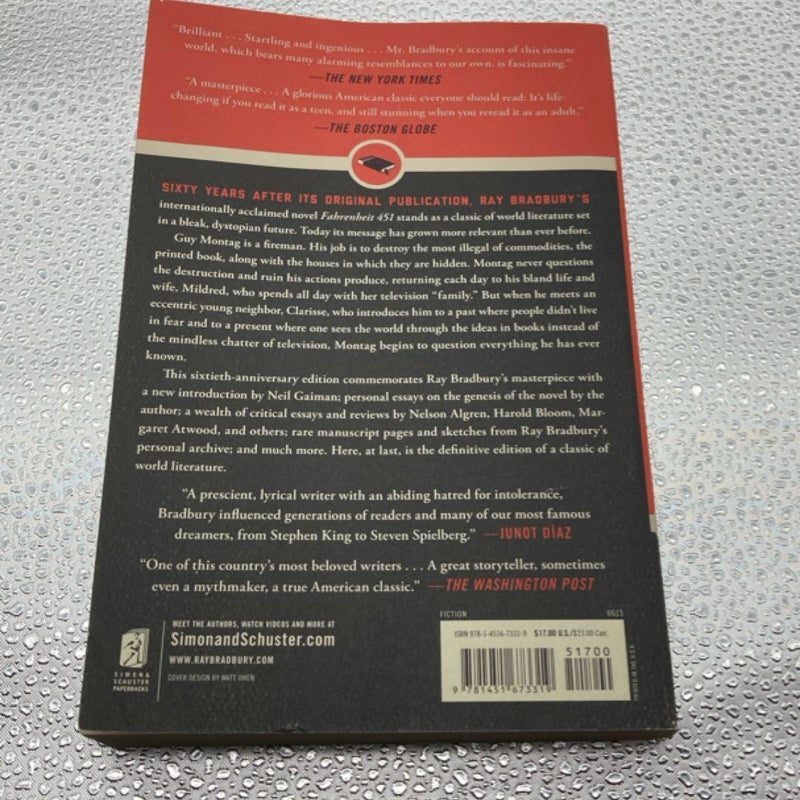 “Brilliant . . . Startling and ingenious . . . Mr. Bradbury's account of this insane
world, which bears many alarming resemblances to our own, is fascinating.”
—THE NEW YORK TIMES
“A masterpiece . . . A glorious American classic everyone should read: It's life-
changing if you read it as a teen, and still stunning when you reread it as an adult.”
—THE BOSTON GLOBE
SIXTY YEARS AFTER ITS ORIGINAL PUBLICATION, RAY BRADBURY'S
internationally acclaimed novel Fahrenheit 451 stands as a classic of world literature set
in a bleak, dystopian future. Today its message has grown more relevant than ever before.
Guy Montag is a fireman. His job is to destroy the most illegal of commodities, the
printed book, along with the houses in which they are hidden. Montag never questions
the destruction and ruin his actions produce, returning each day to his bland life and
wife, Mildred, who spends all day with her television “family.” But when he meets an
eccentric young neighbor, Clarisse, who introduces him to a past where people didn't live
in fear and to a present where one sees the world through the ideas in books instead of
the mindless chatter of television, Montag begins to question everything he has ever
known.
This sixtieth-anniversary edition commemorates Ray Bradbury's masterpiece with
a new introduction by Neil Gaiman; personal essays on the genesis of the novel by the
author; a wealth of critical essays and reviews by Nelson Algren, Harold Bloom, Mar-
garet Atwood, and others; rare manuscript pages and sketches from Ray Bradbury's
personal archive; and much more. Here, at last, is the definitive edition of a classic of
world literature.
“A prescient, lyrical writer with an abiding hatred for intolerance,
Bradbury influenced generations of readers and many of our most famous
dreamers, from Stephen King to Steven Spielberg.” —JUNOT DÍAZ
“One of this country's most beloved writers . . . A great storyteller, sometimes
even a mythmaker, a true American classic.” —THE WASHINGTON POST
MEET THE AUTHORS, WATCH VIDEOS AND MORE AT
SimonandSchuster.com
WWW.RAYBRADBURY.COM
COVER DESIGN BY MATT OWEN
SIMON &
SCHUSTER
PAPERBACKS
FICTION 0613
ISBN 978-1-4516-7331-9 $17.00 U.S./$23.00 Can.
51700
9 781451 673319
PRINTED IN THE U.S.A.